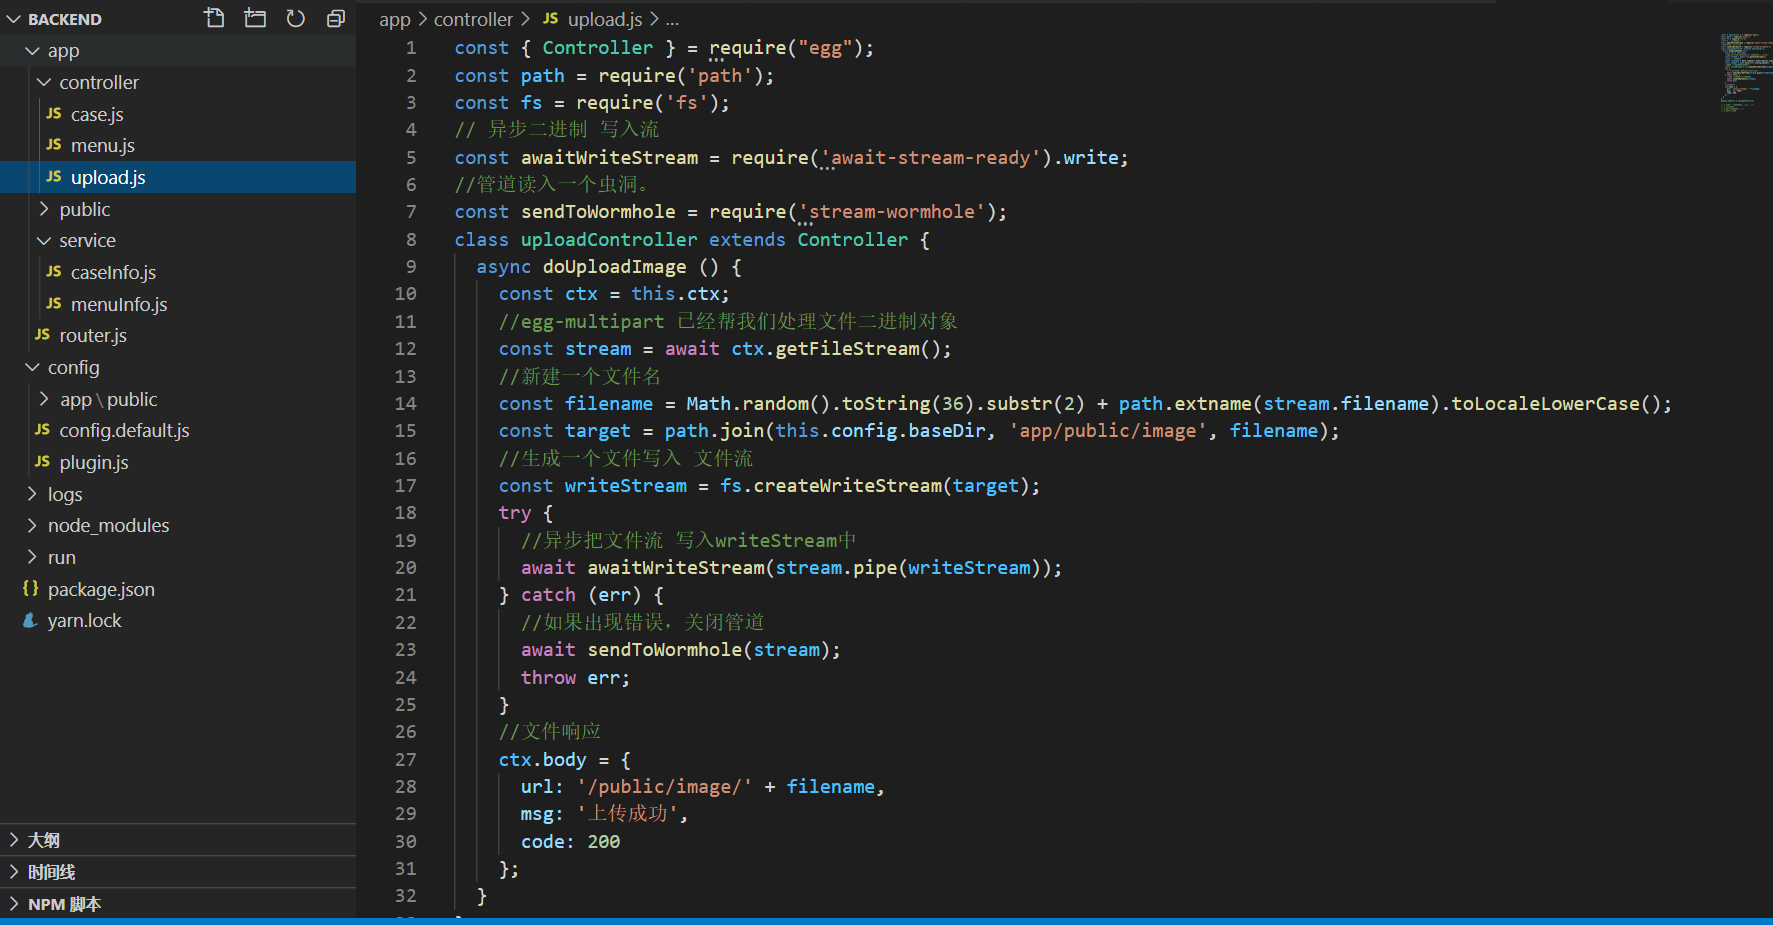 BACKEND
app
controller
JS case.js
JS menu.js
JS upload.js
public
service
JS caseInfo.js
JS menuInfo.js
JS router.js
config
app \ public
JS config.default.js
JS plugin.js
logs
node_modules
run
{} package.json
yarn.lock
大纲
时间线
NPM 脚本
app > controller > JS upload.js > ...
1 const { Controller } = require("egg");
2 const path = require('path');
3 const fs = require('fs');
4 // 异步二进制 写入流
5 const awaitWriteStream = require('await-stream-ready').write;
6 //管道读入一个虫洞。
7 const sendToWormhole = require('stream-wormhole');
8 class uploadController extends Controller {
9 async doUploadImage () {
10 const ctx = this.ctx;
11 //egg-multipart 已经帮我们处理文件二进制对象
12 const stream = await ctx.getFileStream();
13 //新建一个文件名
14 const filename = Math.random().toString(36).substr(2) + path.extname(stream.filename).toLocaleLowerCase();
15 const target = path.join(this.config.baseDir, 'app/public/image', filename);
16 //生成一个文件写入 文件流
17 const writeStream = fs.createWriteStream(target);
18 try {
19 //异步把文件流 写入writeStream中
20 await awaitWriteStream(stream.pipe(writeStream));
21 } catch (err) {
22 //如果出现错误，关闭管道
23 await sendToWormhole(stream);
24 throw err;
25 }
26 //文件响应
27 ctx.body = {
28 url: '/public/image/' + filename,
29 msg: '上传成功',
30 code: 200
31 };
32 }